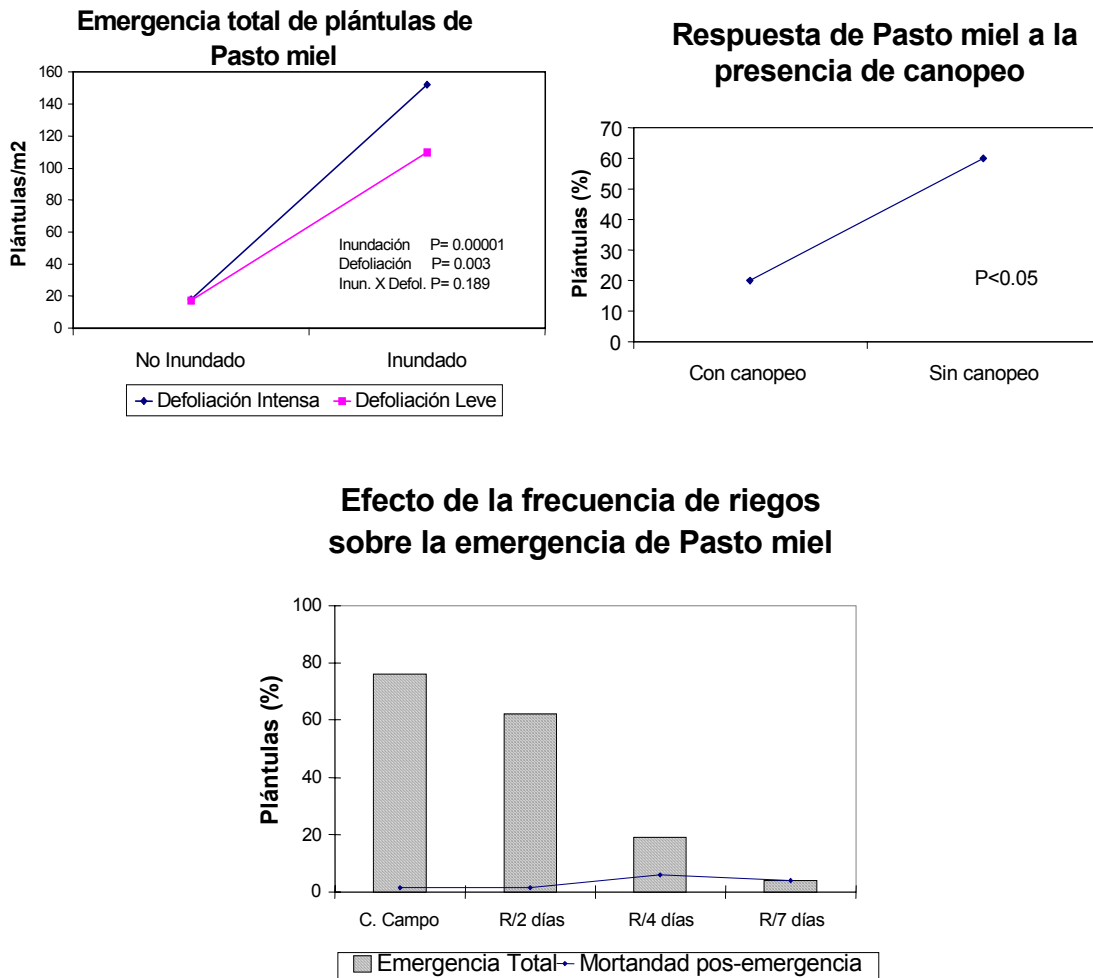 Emergencia total de plántulas de
Pasto miel
160
140
120
100
80
60
40
20
0
Plántulas/m2
Inundación P= 0.00001
Defoliación P= 0.003
Inun. X Defol. P= 0.189
No Inundado Inundado
Defoliación Intensa Defoliación Leve
Respuesta de Pasto miel a la
presencia de canopeo
70
60
50
40
30
20
10
0
Plántulas (%)
P<0.05
Con canopeo Sin canopeo
Efecto de la frecuencia de riegos
sobre la emergencia de Pasto miel
100
80
60
40
20
0
Plántulas (%)
C. Campo R/2 días R/4 días R/7 días
Emergencia Total Mortandad pos-emergencia